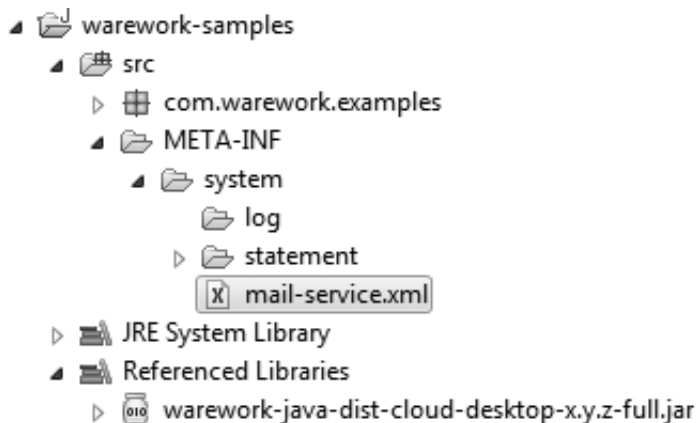 warework-samples
src
com.warework.examples
META-INF
system
log
statement
mail-service.xml
JRE System Library
Referenced Libraries
warework-java-dist-cloud-desktop-x.y.z-full.jar